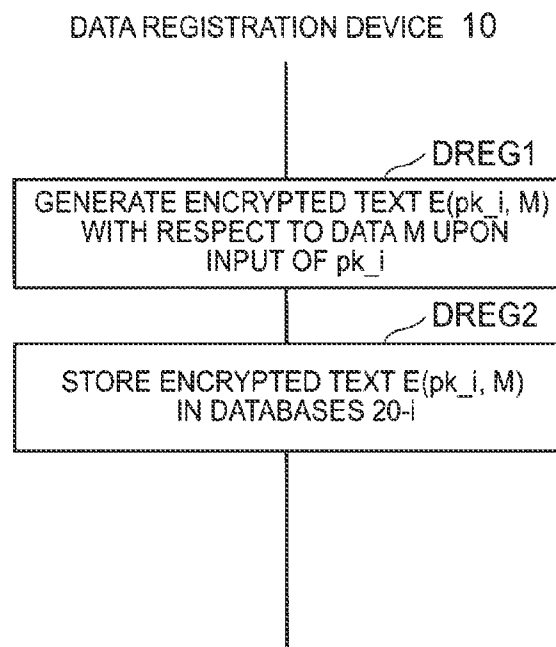 DATA REGISTRATION DEVICE 10
DREG1
GENERATE ENCRYPTED TEXT E(pk_i, M)
WITH RESPECT TO DATA M UPON
INPUT OF pk_i
DREG2
STORE ENCRYPTED TEXT E(pk_i, M)
IN DATABASES 20-i